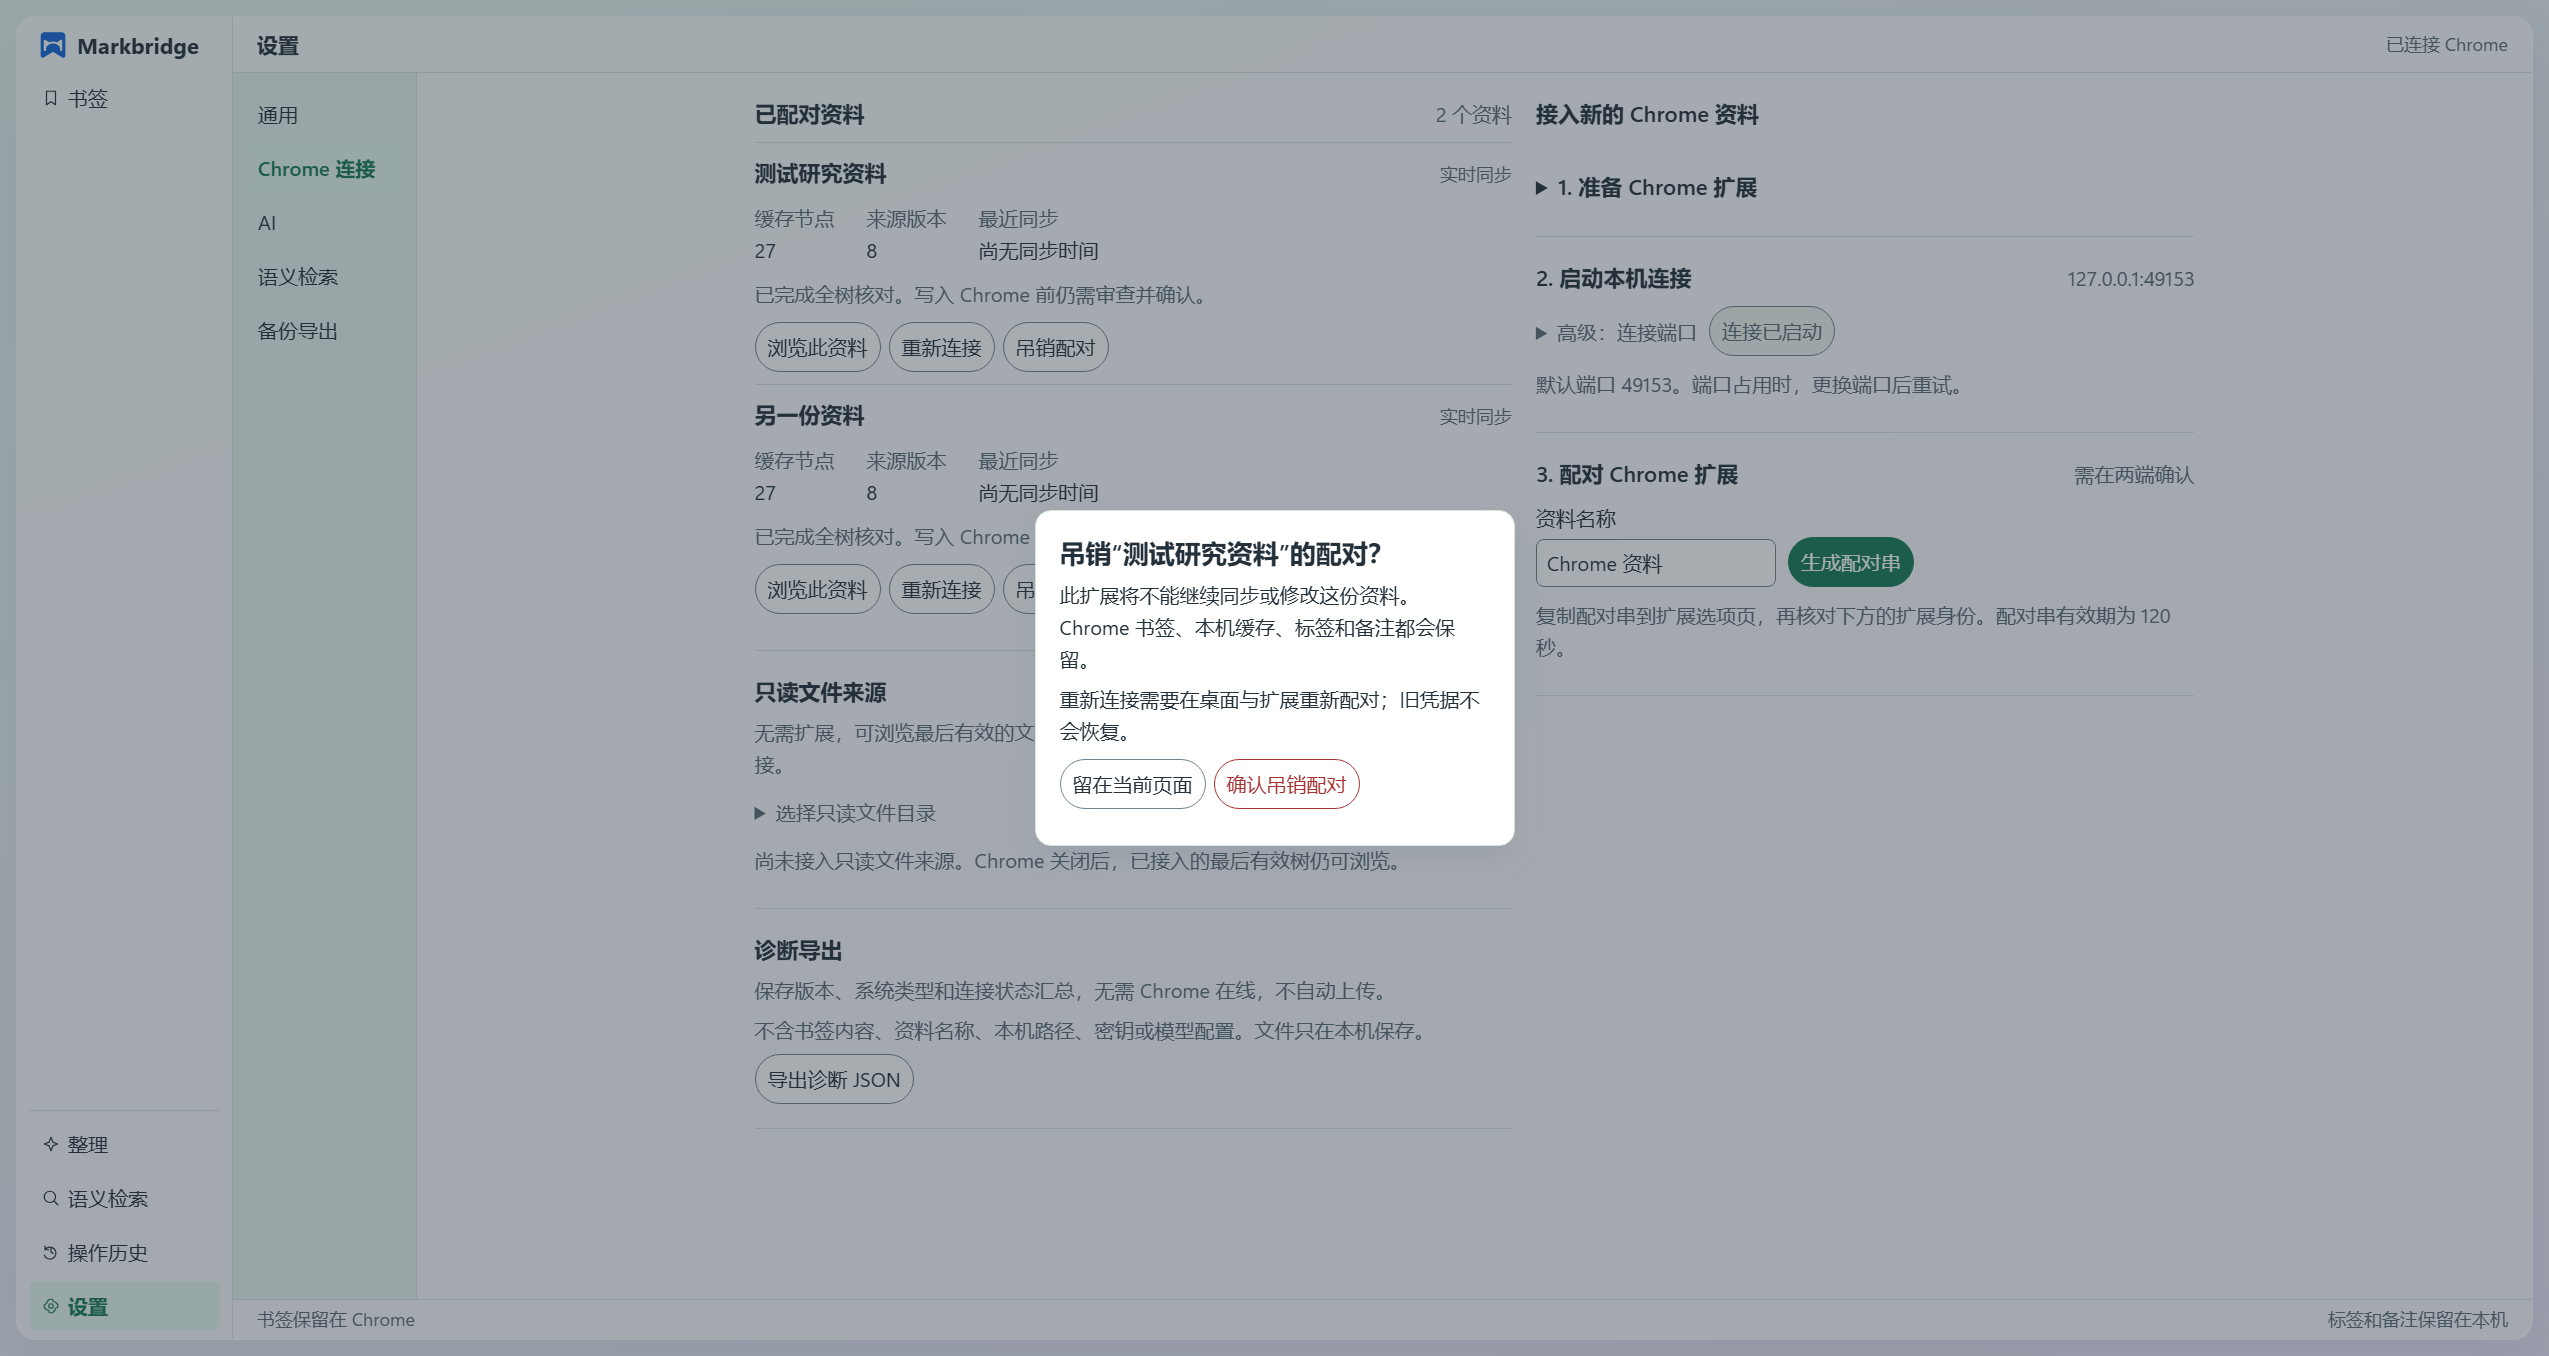 Markbridge
设置
已连接 Chrome
书签
通用
Chrome 连接
AI
语义检索
备份导出
已配对资料
2 个资料
测试研究资料
实时同步
缓存节点 来源版本 最近同步
27 8 尚无同步时间
已完成全树核对。写入 Chrome 前仍需审查并确认。
浏览此资料 重新连接 吊销配对
另一份资料
实时同步
缓存节点 来源版本 最近同步
27 8 尚无同步时间
已完成全树核对。写入 Chrome
浏览此资料 重新连接 吊
只读文件来源
无需扩展，可浏览最后有效的文
接。
选择只读文件目录
尚未接入只读文件来源。Chrome 关闭后，已接入的最后有效树仍可浏览。
诊断导出
保存版本、系统类型和连接状态汇总，无需 Chrome 在线，不自动上传。
不含书签内容、资料名称、本机路径、密钥或模型配置。文件只在本机保存。
导出诊断 JSON
接入新的 Chrome 资料
1. 准备 Chrome 扩展
2. 启动本机连接
127.0.0.1:49153
高级：连接端口 连接已启动
默认端口 49153。端口占用时，更换端口后重试。
3. 配对 Chrome 扩展
需在两端确认
资料名称
Chrome 资料 生成配对串
复制配对串到扩展选项页，再核对下方的扩展身份。配对串有效期为 120
秒。
吊销“测试研究资料”的配对？
此扩展将不能继续同步或修改这份资料。
Chrome 书签、本机缓存、标签和备注都会保
留。
重新连接需要在桌面与扩展重新配对；旧凭据不
会恢复。
留在当前页面 确认吊销配对
整理
语义检索
操作历史
设置
书签保留在 Chrome
标签和备注保留在本机